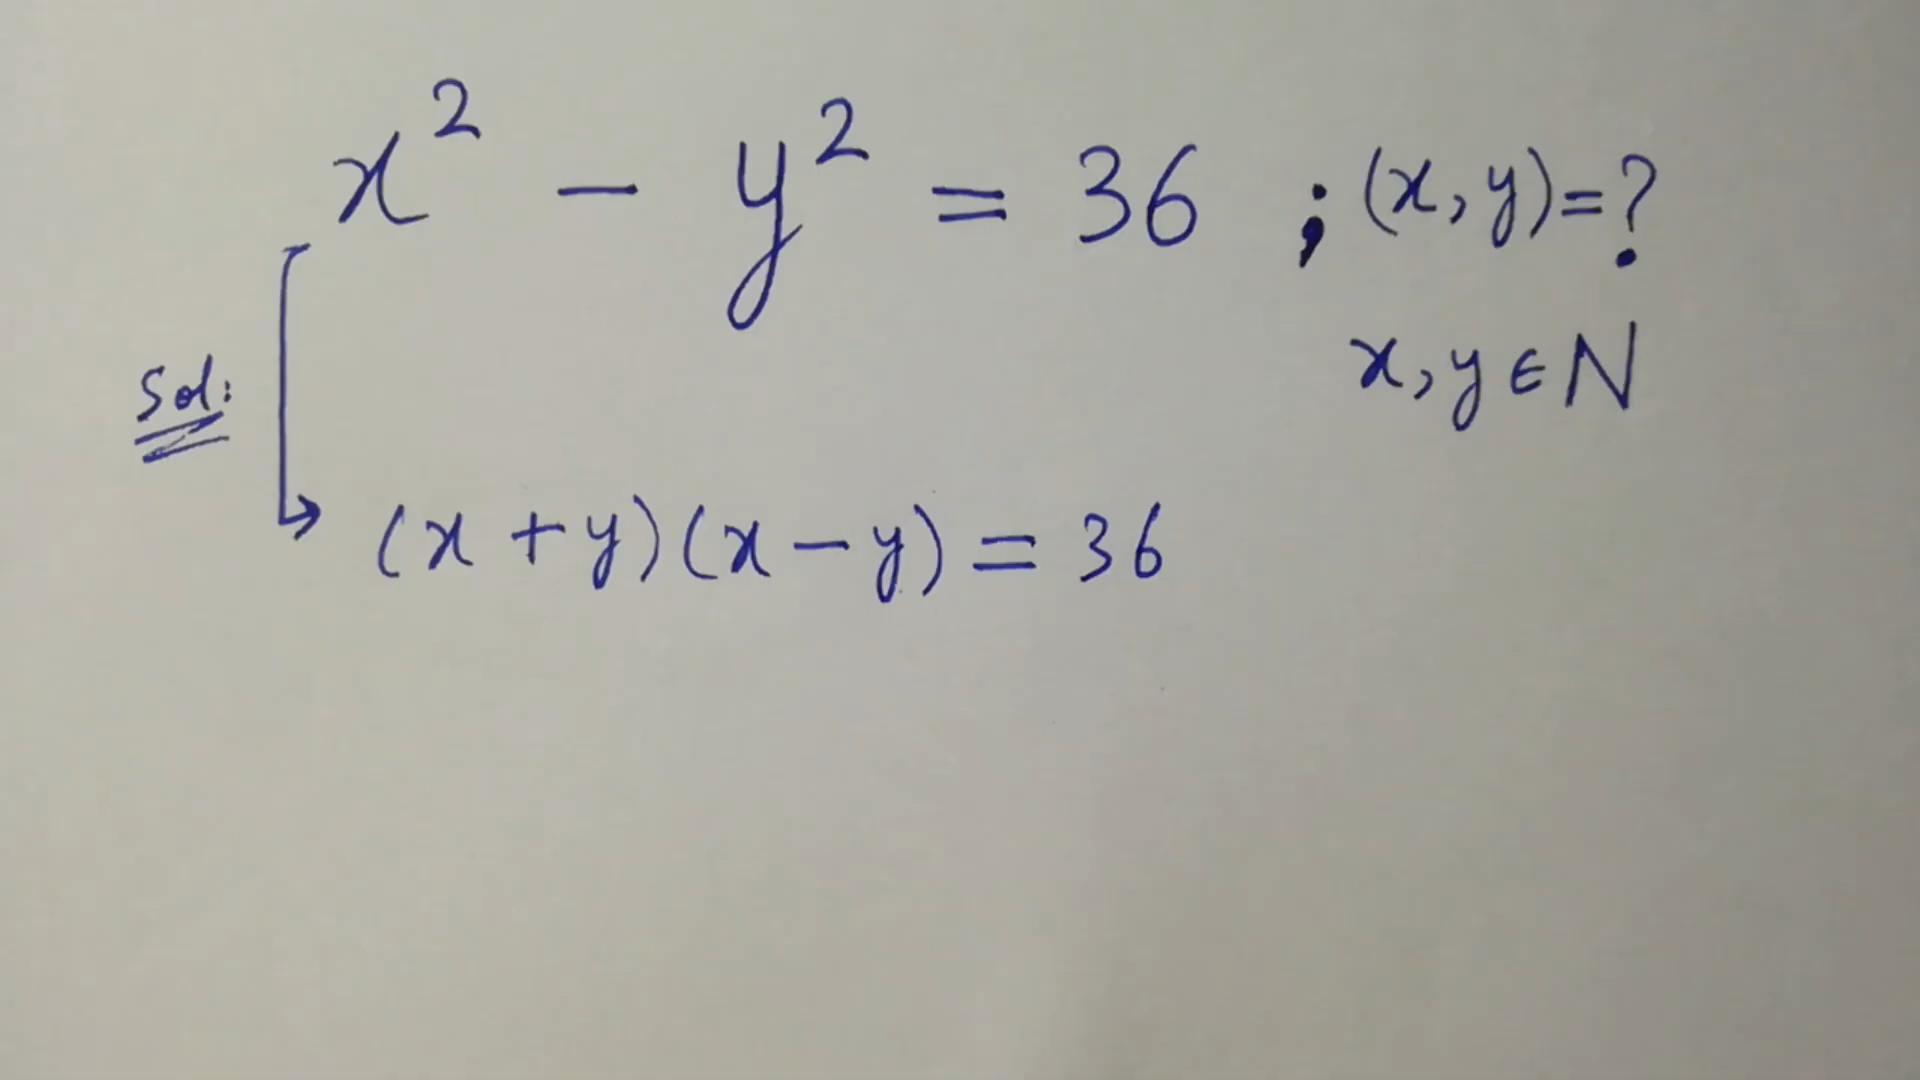 x² - y² = 36 ; (x, y) = ?
x, y ∈ N
Sol:
(x + y)(x - y) = 36